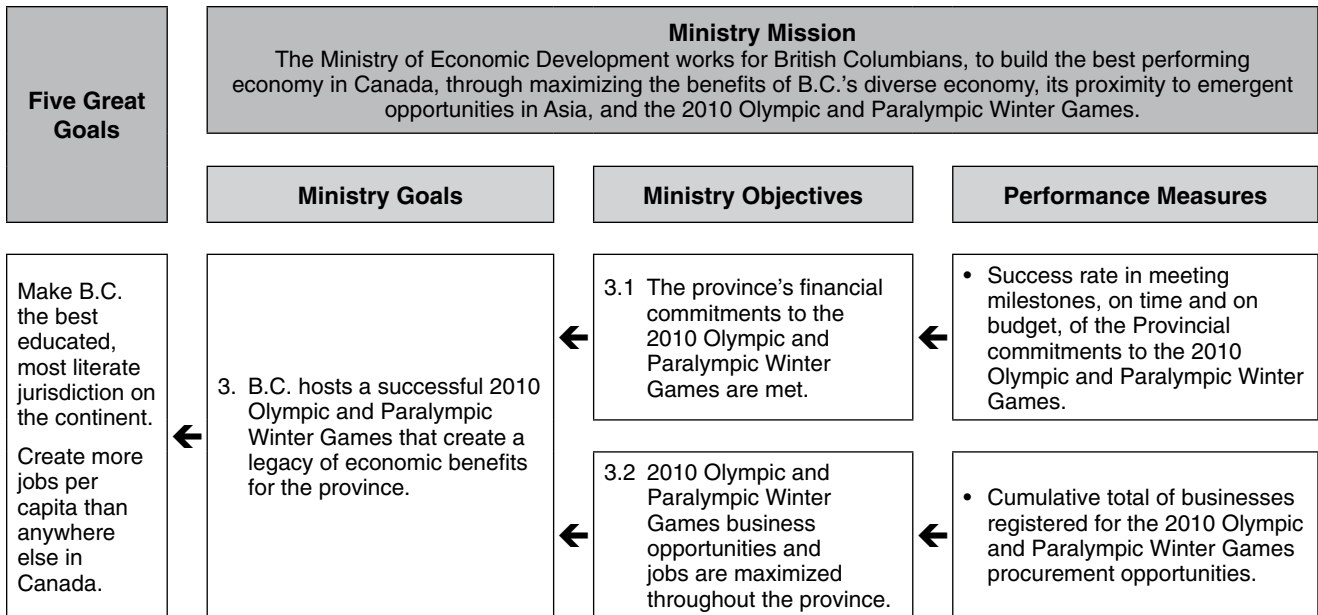 Five Great
Goals
Ministry Mission
The Ministry of Economic Development works for British Columbians, to build the best performing
economy in Canada, through maximizing the benefits of B.C.’s diverse economy, its proximity to emergent
opportunities in Asia, and the 2010 Olympic and Paralympic Winter Games.
Ministry Goals
Ministry Objectives
Performance Measures
Make B.C.
the best
educated,
most literate
jurisdiction on
the continent.
Create more
jobs per
capita than
anywhere
else in
Canada.
3. B.C. hosts a successful 2010
Olympic and Paralympic
Winter Games that create a
legacy of economic benefits
for the province.
3.1 The province’s financial
commitments to the
2010 Olympic and
Paralympic Winter
Games are met.
• Success rate in meeting
milestones, on time and on
budget, of the Provincial
commitments to the 2010
Olympic and Paralympic Winter
Games.
3.2 2010 Olympic and
Paralympic Winter
Games business
opportunities and
jobs are maximized
throughout the province.
• Cumulative total of businesses
registered for the 2010 Olympic
and Paralympic Winter Games
procurement opportunities.